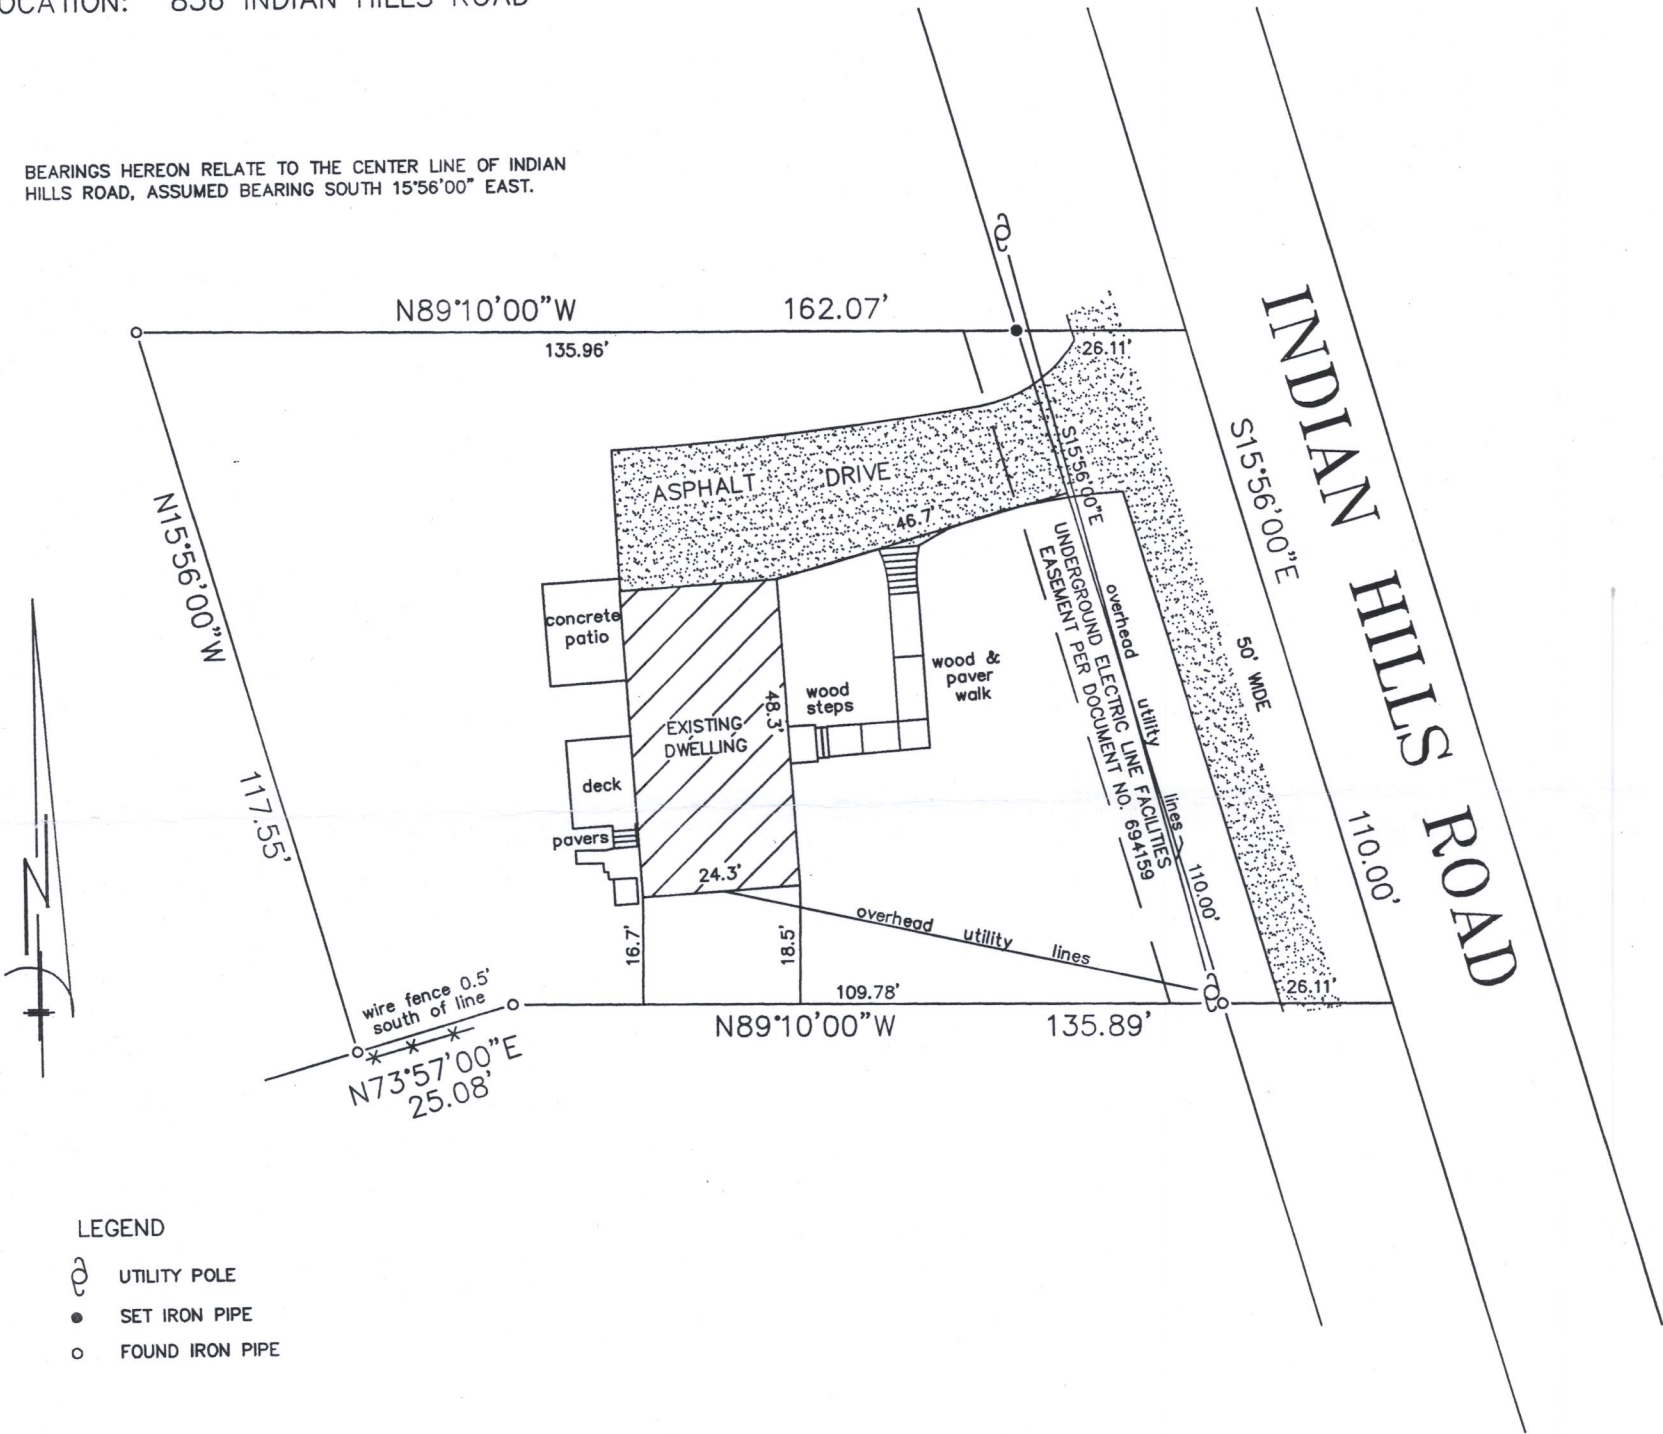 LOCATION: 836 INDIAN HILLS ROAD
BEARINGS HEREON RELATE TO THE CENTER LINE OF INDIAN
HILLS ROAD, ASSUMED BEARING SOUTH 15°56'00" EAST.
N89°10'00"W 162.07'
135.96'
26.11'
INDIAN HILLS ROAD
S15°56'00"E
110.00'
50' WIDE
N15°56'00"W
117.55'
ASPHALT DRIVE
46.7'
S15°56'00"E
UNDERGROUND ELECTRIC LINE FACILITIES
EASEMENT PER DOCUMENT NO. 694159
overhead utility lines
110.00'
concrete
patio
wood
steps
wood &
paver
walk
48.3'
EXISTING
DWELLING
deck
pavers
24.3'
16.7'
18.5'
overhead utility lines
109.78'
26.11'
N89°10'00"W 135.89'
wire fence 0.5'
south of line
N73°57'00"E
25.08'
N
LEGEND
UTILITY POLE
SET IRON PIPE
FOUND IRON PIPE